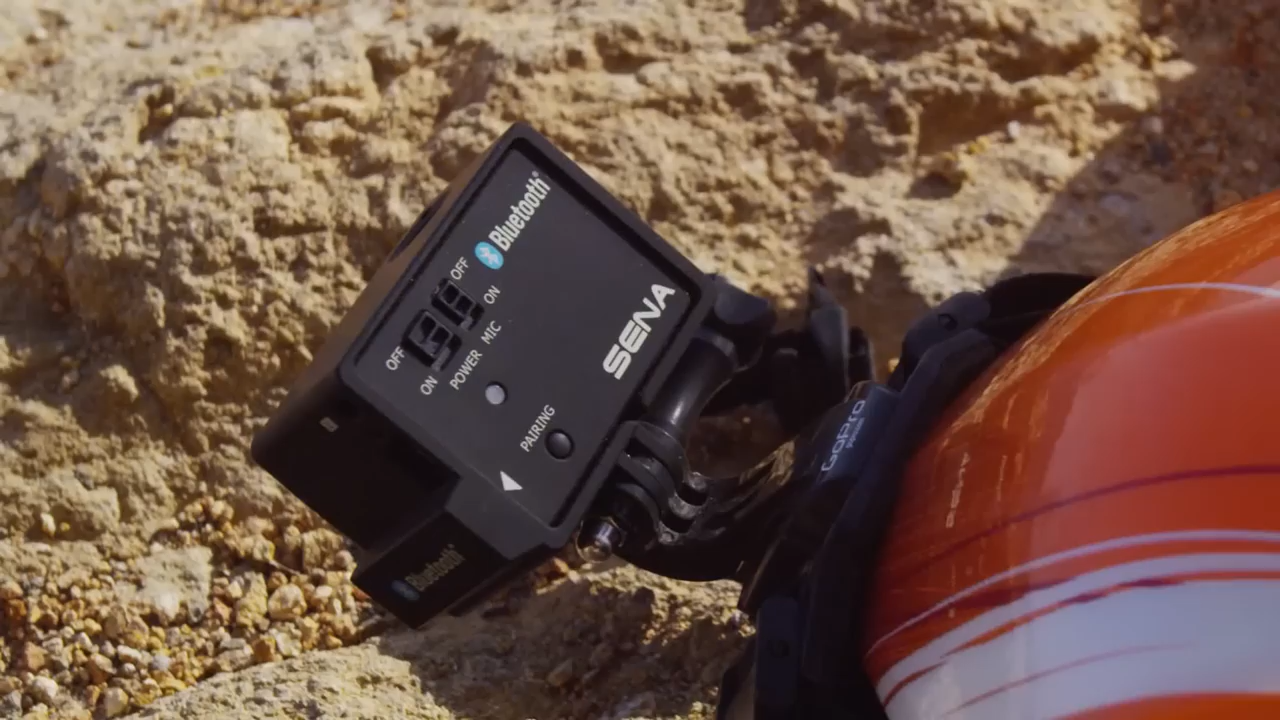 Bluetooth®
OFF
ON
OFF
ON
MIC
POWER
SENA
PAIRING
Bluetooth®
GoPro